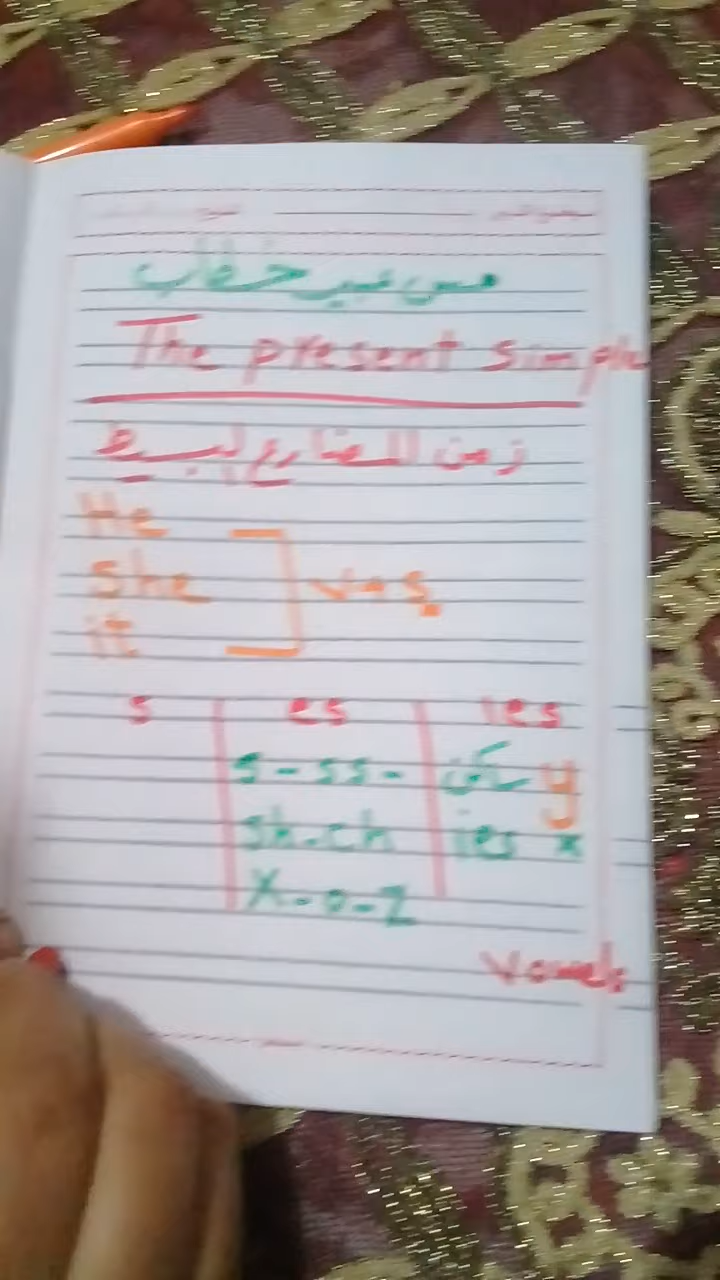 مس عبير خطاب
The present simple
زمن المضارع البسيط
He
she
it
v + s
s es ies
s - ss - ساكن y
sh - ch ies x
x - o - z
vowels